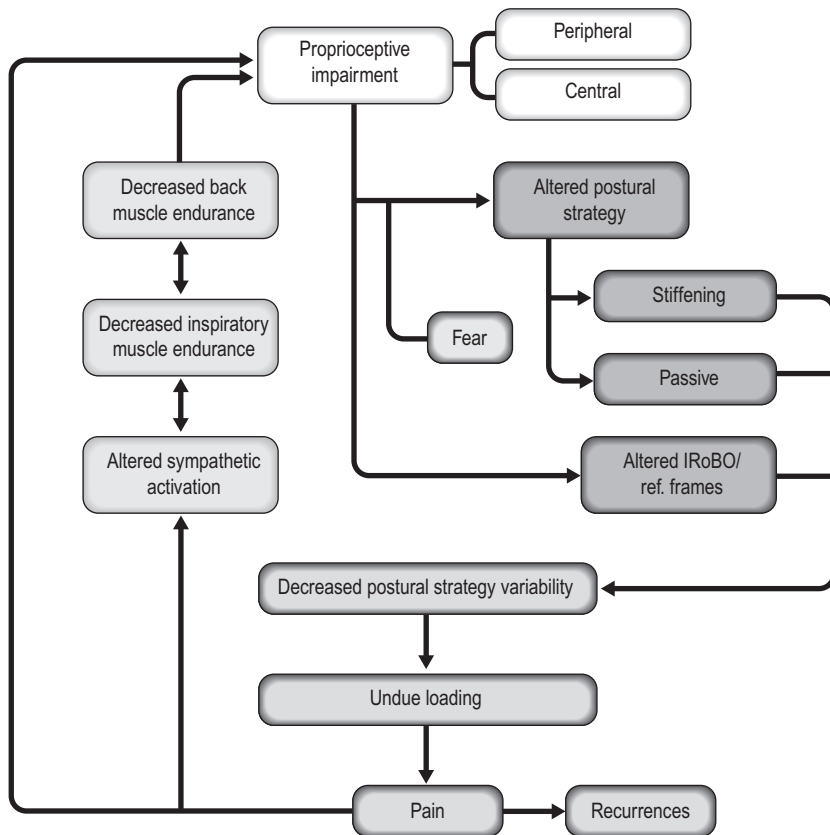 Proprioceptive
impairment
Peripheral
Central
Decreased back
muscle endurance
Altered postural
strategy
Stiffening
Decreased inspiratory
muscle endurance
Fear
Passive
Altered sympathetic
activation
Altered IRoBO/
ref. frames
Decreased postural strategy variability
Undue loading
Pain
Recurrences